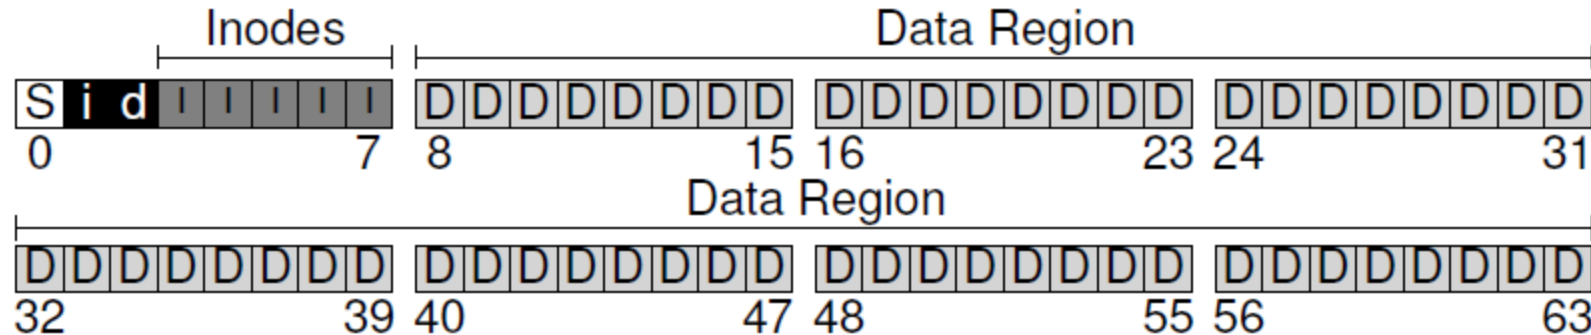 Inodes Data Region
S i d I I I I I D D D D D D D D D D D D D D D D D D D D D D D D
0 7 8 15 16 23 24 31
Data Region
D D D D D D D D D D D D D D D D D D D D D D D D D D D D D D D D
32 39 40 47 48 55 56 63